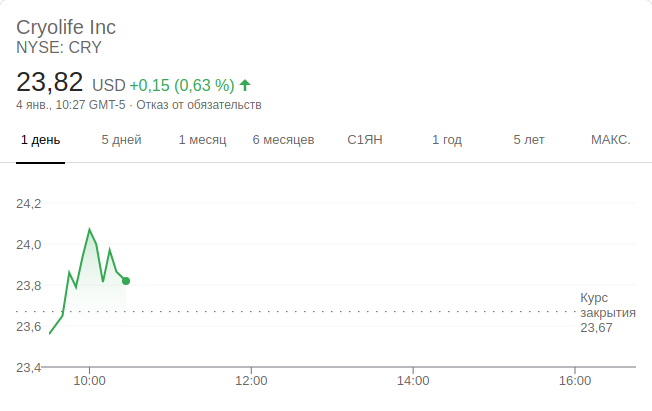 Cryolife Inc
NYSE: CRY
23,82 USD +0,15 (0,63 %)
4 янв., 10:27 GMT-5 · Отказ от обязательств
1 день 5 дней 1 месяц 6 месяцев С1ЯН 1 год 5 лет МАКС.
24,2
24,0
23,8
Курс
закрытия
23,67
23,6
23,4
10:00 12:00 14:00 16:00